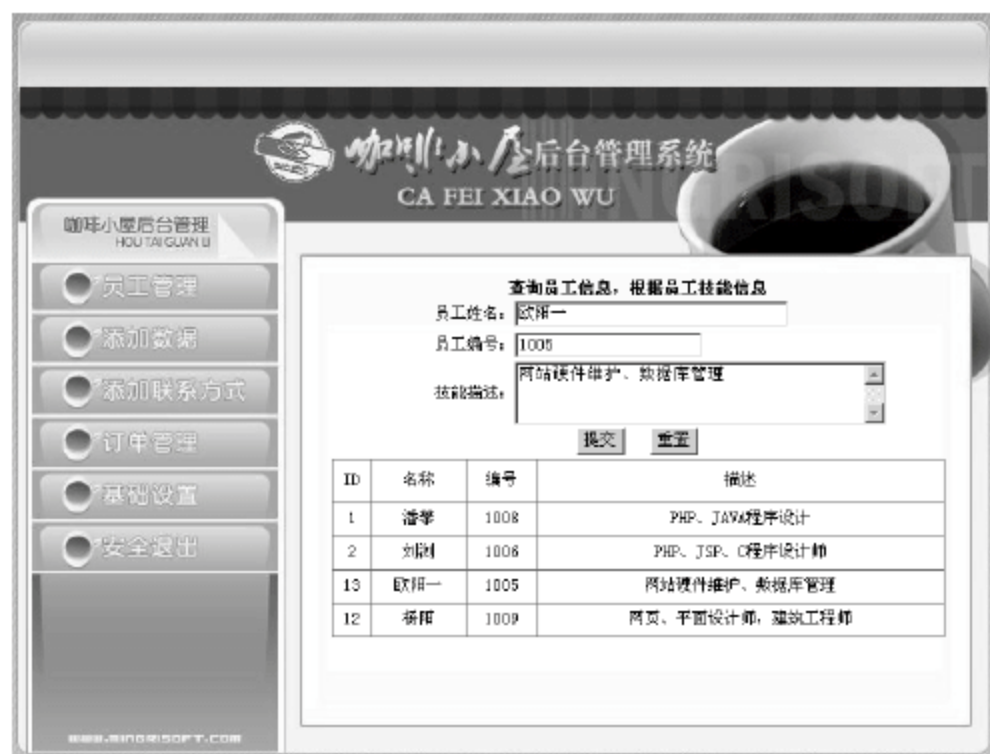 咖啡小屋后台管理系统
CA FEI XIAO WU
咖啡小屋后台管理
HOU TAI GUAN LI
员工管理
添加数据
添加联系方式
订单管理
基础设置
安全退出
WWW.MINGRISOFT.COM
MINGRISOFT
查询员工信息，根据员工技能信息
员工姓名：欧阳一
员工编号：1005
技能描述：网站硬件维护、数据库管理
提交 重置
ID 名称 编号 描述
1 潘攀 1008 PHP、JAVA程序设计
2 1006 PHP、JSP、C程序设计师
13 欧阳一 1005 网站硬件维护、数据库管理
12 1009 网页、平面设计师，建筑工程师